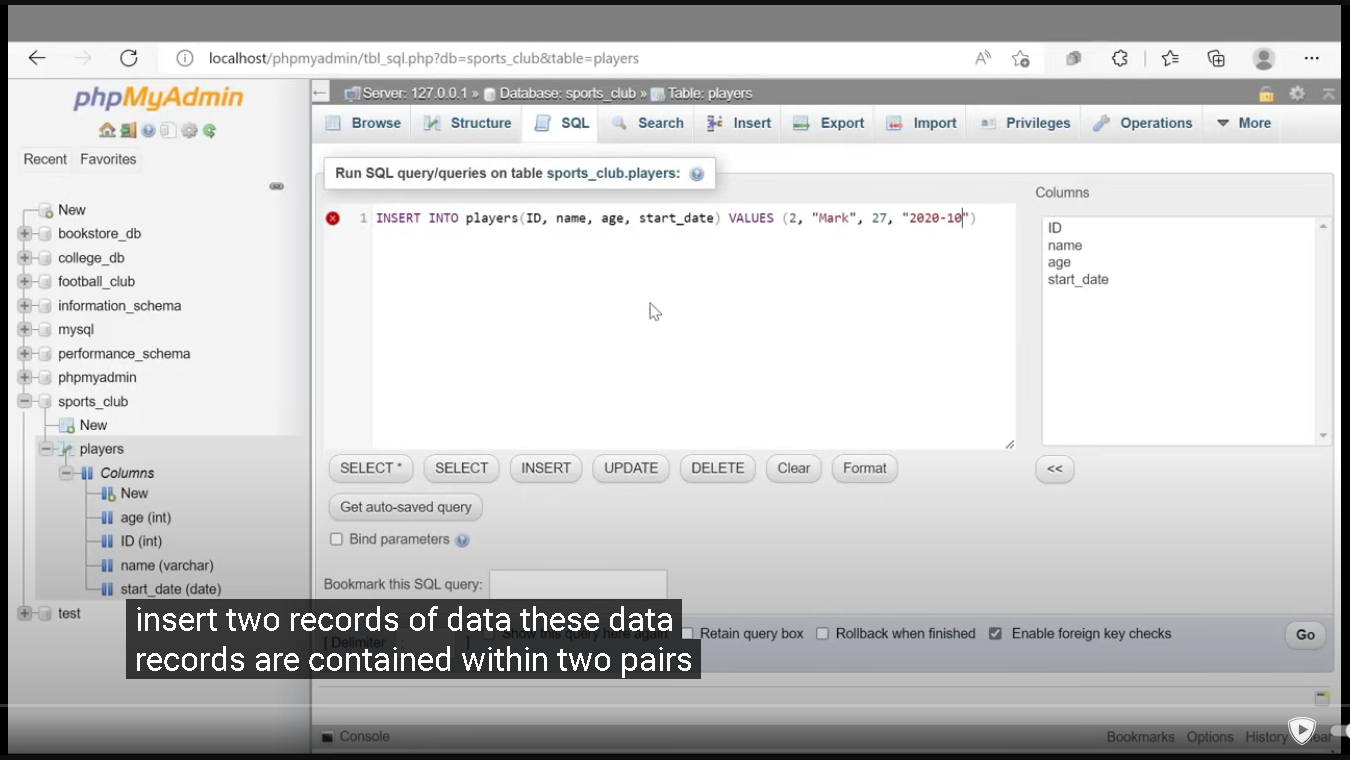 localhost/phpmyadmin/tbl_sql.php?db=sports_club&table=players
phpMyAdmin
Recent Favorites
New
bookstore_db
college_db
football_club
information_schema
mysql
performance_schema
phpmyadmin
sports_club
New
players
Columns
New
age (int)
ID (int)
name (varchar)
start_date (date)
test
Server: 127.0.0.1 » Database: sports_club » Table: players
Browse Structure SQL Search Insert Export Import Privileges Operations More
Run SQL query/queries on table sports_club.players:
1 INSERT INTO players(ID, name, age, start_date) VALUES (2, "Mark", 27, "2020-10")
Columns
ID
name
age
start_date
SELECT * SELECT INSERT UPDATE DELETE Clear Format <<
Get auto-saved query
Bind parameters
Bookmark this SQL query:
[ Delimiter ; ] Show this query here again Retain query box Rollback when finished Enable foreign key checks Go
insert two records of data these data
records are contained within two pairs
Console Bookmarks Options History